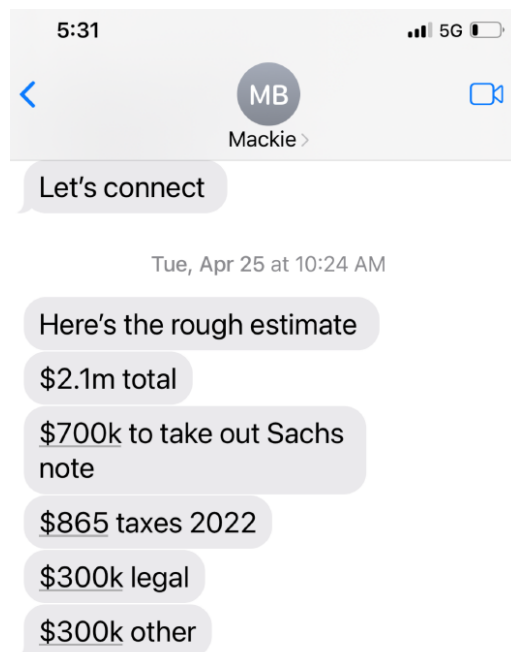 5:31
5G
MB
Mackie
Let's connect
Tue, Apr 25 at 10:24 AM
Here's the rough estimate
$2.1m total
$700k to take out Sachs
note
$865 taxes 2022
$300k legal
$300k other